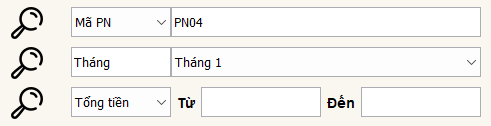 Mã PN PN04
Tháng Tháng 1
Tổng tiền Từ Đến